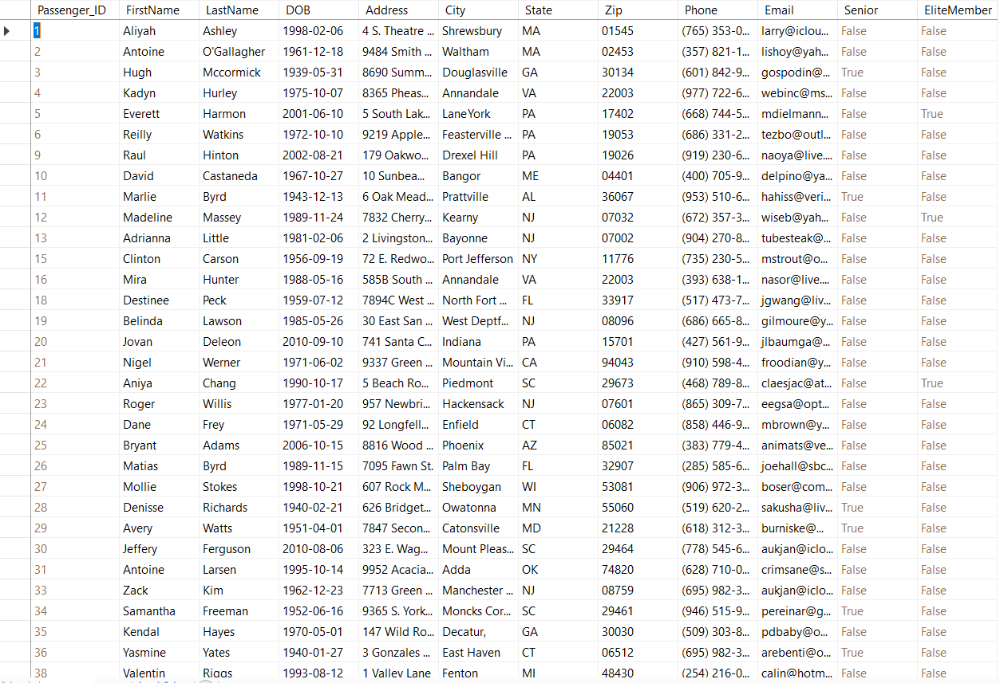 Passenger_ID FirstName LastName DOB Address City State Zip Phone Email Senior EliteMember
1 Aliyah Ashley 1998-02-06 4 S. Theatre ... Shrewsbury MA 01545 (765) 353-0... larry@iclou... False False
2 Antoine O'Gallagher 1961-12-18 9484 Smith ... Waltham MA 02453 (357) 821-1... lishoy@yah... False False
3 Hugh Mccormick 1939-05-31 8690 Summ... Douglasville GA 30134 (601) 842-9... gospodin@... True False
4 Kadyn Hurley 1975-10-07 8365 Pheas... Annandale VA 22003 (977) 722-6... webinc@ms... False False
5 Everett Harmon 2001-06-10 5 South Lak... LaneYork PA 17402 (668) 744-5... mdielmann... False True
6 Reilly Watkins 1972-10-10 9219 Apple... Feasterville ... PA 19053 (686) 331-2... tezbo@outl... False False
9 Raul Hinton 2002-08-21 179 Oakwo... Drexel Hill PA 19026 (919) 230-6... naoya@live... False False
10 David Castaneda 1967-10-27 10 Sunbea... Bangor ME 04401 (400) 705-9... delpino@ya... False False
11 Marlie Byrd 1943-12-13 6 Oak Mead... Prattville AL 36067 (953) 510-6... hahiss@veri... True False
12 Madeline Massey 1989-11-24 7832 Cherry... Kearny NJ 07032 (672) 357-3... wiseb@yah... False True
13 Adrianna Little 1981-02-06 2 Livingston... Bayonne NJ 07002 (904) 270-8... tubesteak@... False False
15 Clinton Carson 1956-09-19 72 E. Redwo... Port Jefferson NY 11776 (735) 230-5... mstrout@o... False False
16 Mira Hunter 1988-05-16 585B South ... Annandale VA 22003 (393) 638-1... nasor@live.... False False
18 Destinee Peck 1959-07-12 7894C West ... North Fort ... FL 33917 (517) 473-7... jgwang@liv... False False
19 Belinda Lawson 1985-05-26 30 East San ... West Deptf... NJ 08096 (686) 665-8... gilmoure@y... False False
20 Jovan Deleon 2010-09-10 741 Santa C... Indiana PA 15701 (427) 561-9... jlbaumga@... False False
21 Nigel Werner 1971-06-02 9337 Green ... Mountain Vi... CA 94043 (910) 598-4... froodian@y... False False
22 Aniya Chang 1990-10-17 5 Beach Ro... Piedmont SC 29673 (468) 789-8... claesjac@at... False True
23 Roger Willis 1977-01-20 957 Newbri... Hackensack NJ 07601 (865) 309-7... eegsa@opt... False False
24 Dane Frey 1971-05-29 92 Longfell... Enfield CT 06082 (858) 446-9... mbrown@y... False False
25 Bryant Adams 2006-10-15 8816 Wood ... Phoenix AZ 85021 (383) 779-4... animats@ve... False False
26 Matias Byrd 1989-11-15 7095 Fawn St. Palm Bay FL 32907 (285) 585-6... joehall@sbc... False False
27 Mollie Stokes 1998-10-21 607 Rock M... Sheboygan WI 53081 (906) 972-3... boser@com... False False
28 Denisse Richards 1940-02-21 626 Bridget... Owatonna MN 55060 (519) 620-2... sakusha@liv... True False
29 Avery Watts 1951-04-01 7847 Secon... Catonsville MD 21228 (618) 312-3... burniske@... True False
30 Jeffery Ferguson 2010-08-06 323 E. Wag... Mount Pleas... SC 29464 (778) 545-6... aukjan@iclo... False False
31 Antoine Larsen 1995-10-14 9952 Acacia... Adda OK 74820 (628) 710-0... crimsane@s... False False
33 Zack Kim 1962-12-23 7713 Green ... Manchester ... NJ 08759 (695) 982-3... aukjan@iclo... False False
34 Samantha Freeman 1952-06-16 9365 S. York... Moncks Cor... SC 29461 (946) 515-9... pereinar@g... True False
35 Kendal Hayes 1970-05-01 147 Wild Ro... Decatur, GA 30030 (509) 303-8... pdbaby@o... False False
36 Yasmine Yates 1940-01-27 3 Gonzales ... East Haven CT 06512 (695) 982-3... arebenti@o... True False
38 Valentin Riggs 1993-08-12 1 Valley Lane Fenton MI 48430 (254) 216-0... calin@hotm... False False